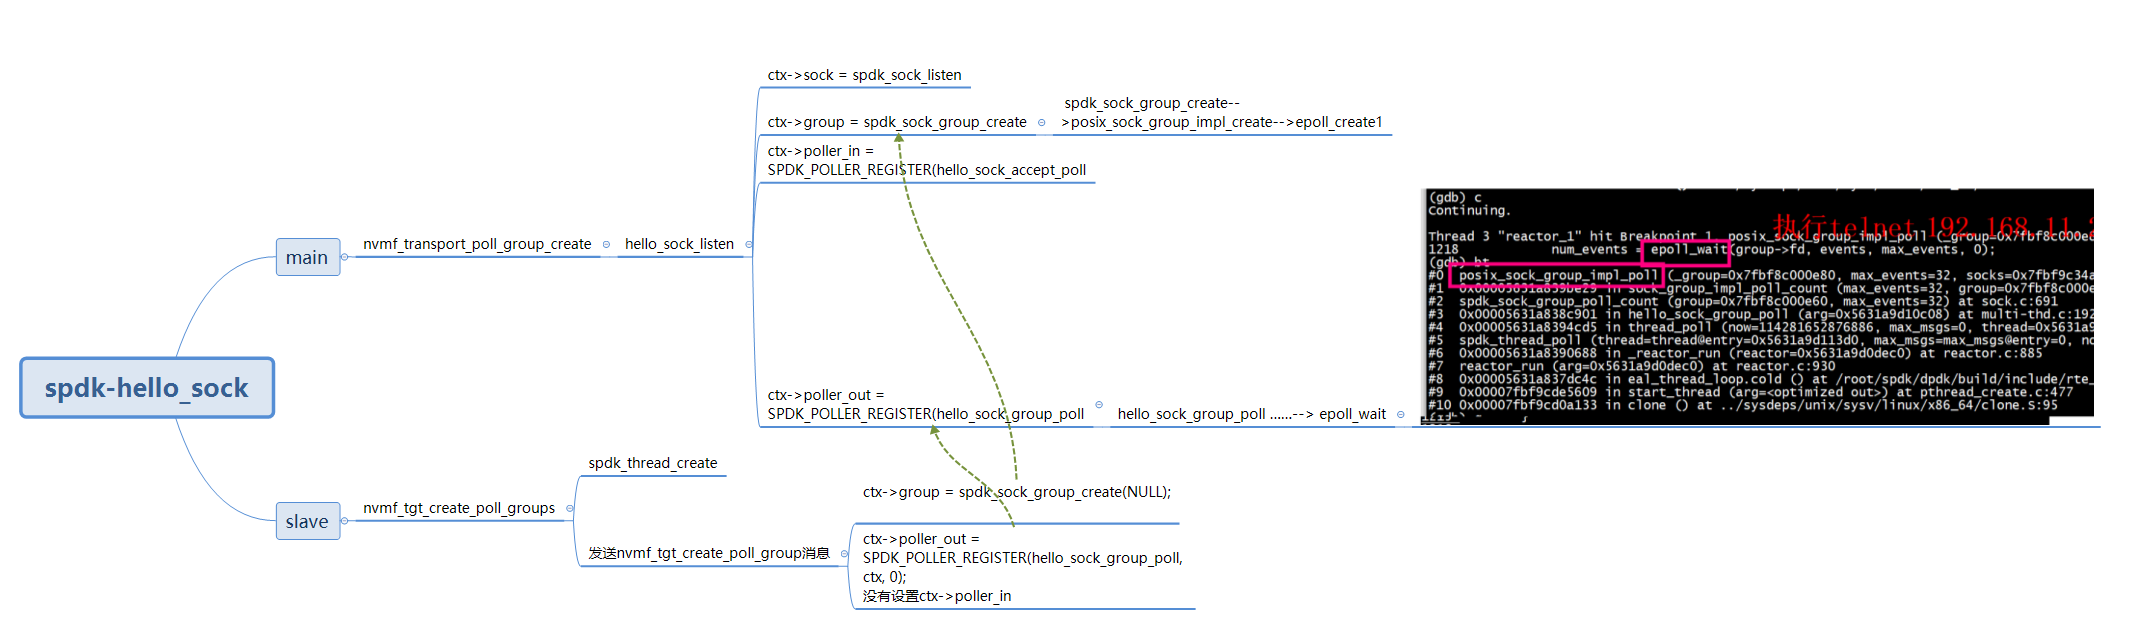 ctx->sock = spdk_sock_listen
ctx->group = spdk_sock_group_create
spdk_sock_group_create--
>posix_sock_group_impl_create-->epoll_create1
ctx->poller_in =
SPDK_POLLER_REGISTER(hello_sock_accept_poll
main
nvmf_transport_poll_group_create
hello_sock_listen
ctx->poller_out =
SPDK_POLLER_REGISTER(hello_sock_group_poll
hello_sock_group_poll ......--> epoll_wait
(gdb) c
Continuing.
执行telnet 192.168.11.
Thread 3 "reactor_1" hit Breakpoint 1, posix_sock_group_impl_poll (_group=0x7fbf8c000e8
1218 num_events = epoll_wait(group->fd, events, max_events, 0);
(gdb) bt
#0 posix_sock_group_impl_poll (_group=0x7fbf8c000e80, max_events=32, socks=0x7fbf9c34a
#1 0x00005631a839be29 in sock_group_impl_poll_count (max_events=32, group=0x7fbf8c000e
#2 spdk_sock_group_poll_count (group=0x7fbf8c000e60, max_events=32) at sock.c:691
#3 0x00005631a838c901 in hello_sock_group_poll (arg=0x5631a9d10c08) at multi-thd.c:192
#4 0x00005631a8394cd5 in thread_poll (now=114281652876886, max_msgs=0, thread=0x5631a9
#5 spdk_thread_poll (thread=thread@entry=0x5631a9d113d0, max_msgs=max_msgs@entry=0, no
#6 0x00005631a8390688 in _reactor_run (reactor=0x5631a9d0dec0) at reactor.c:885
#7 reactor_run (arg=0x5631a9d0dec0) at reactor.c:930
#8 0x00005631a837dc4c in eal_thread_loop.cold () at /root/spdk/dpdk/build/include/rte_
#9 0x00007fbf9cde5609 in start_thread (arg=<optimized out>) at pthread_create.c:477
#10 0x00007fbf9cd0a133 in clone () at ../sysdeps/unix/sysv/linux/x86_64/clone.S:95
spdk-hello_sock
slave
nvmf_tgt_create_poll_groups
spdk_thread_create
发送nvmf_tgt_create_poll_group消息
ctx->group = spdk_sock_group_create(NULL);
ctx->poller_out =
SPDK_POLLER_REGISTER(hello_sock_group_poll,
ctx, 0);
没有设置ctx->poller_in